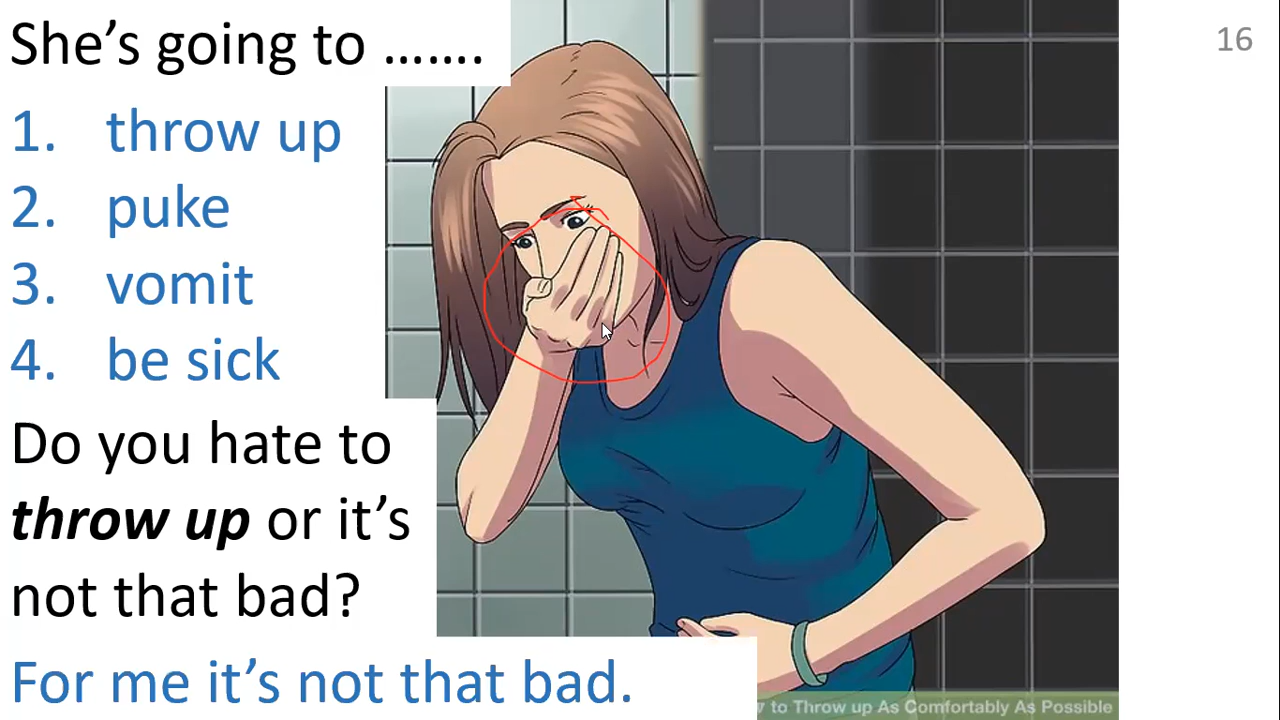 She's going to .......
16
1. throw up
2. puke
3. vomit
4. be sick
Do you hate to
throw up or it's
not that bad?
For me it's not that bad.
to Throw up As Comfortably As Possible